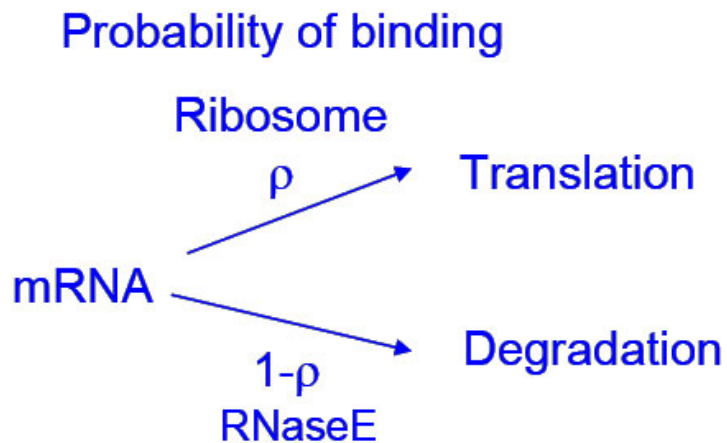 Probability of binding
Ribosome
ρ
Translation
mRNA
Degradation
1-ρ
RNaseE